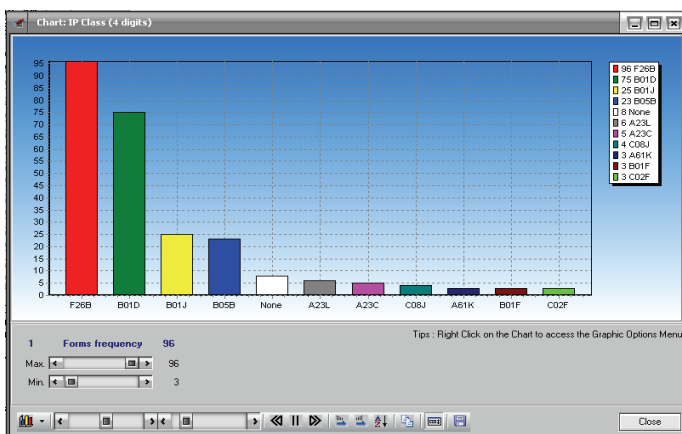 Chart: IP Class (4 digits)
95
90
85
80
75
70
65
60
55
50
45
40
35
30
25
20
15
10
5
0
F26B B01D B01J B05B None A23L A23C C08J A61K B01F C02F
96 F26B
75 B01D
25 B01J
23 B05B
8 None
6 A23L
5 A23C
4 C08J
3 A61K
3 B01F
3 C02F
Tips : Right Click on the Chart to access the Graphic Options Menu
1 Forms frequency 96
Max. 96
Min. 3
Close